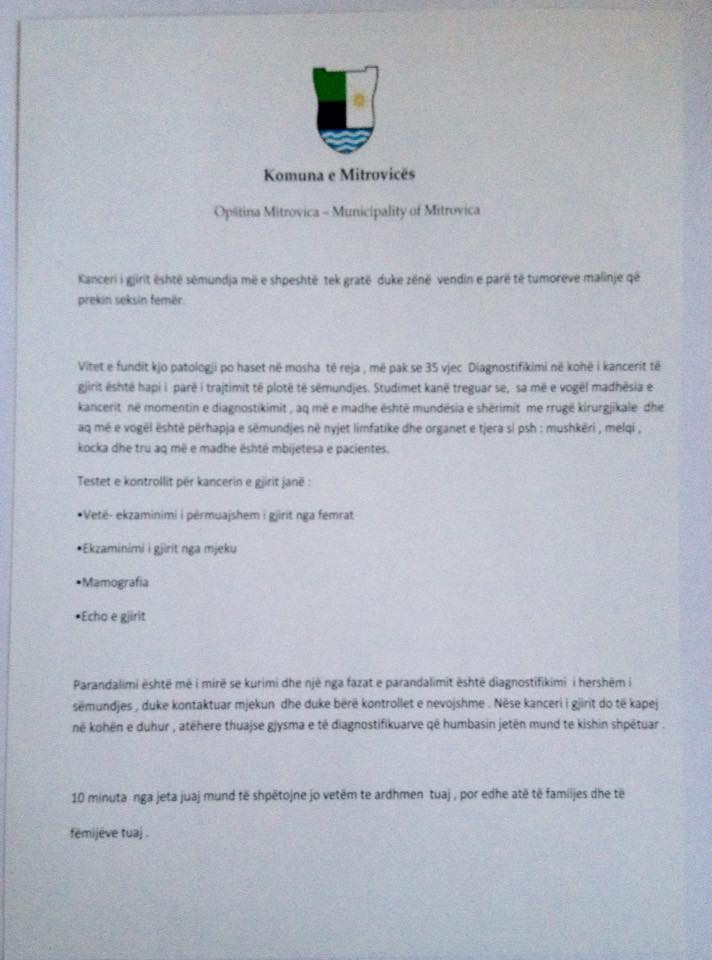 Komuna e Mitrovicës
Opština Mitrovica – Municipality of Mitrovica
Kanceri i gjirit është sëmundja më e shpeshtë tek gratë duke zënë vendin e parë të tumoreve malinje që
prekin seksin femër.
Vitet e fundit kjo patologji po haset në mosha të reja , më pak se 35 vjec Diagnostifikimi në kohë i kancerit të
gjirit është hapi i parë i trajtimit të plotë të sëmundjes. Studimet kanë treguar se, sa më e vogël madhësia e
kancerit në momentin e diagnostikimit , aq më e madhe është mundësia e shërimit me rrugë kirurgjikale dhe
aq më e vogël është përhapja e sëmundjes në nyjet limfatike dhe organet e tjera si psh : mushkëri , melqi ,
kocka dhe tru aq më e madhe është mbijetesa e pacientes.
Testet e kontrollit për kancerin e gjirit janë :
•Vetë- ekzaminimi i përmuajshem i gjirit nga femrat
•Ekzaminimi i gjirit nga mjeku
•Mamografia
•Echo e gjirit
Parandalimi është më i mirë se kurimi dhe një nga fazat e parandalimit është diagnostifikimi i hershëm i
sëmundjes , duke kontaktuar mjekun dhe duke bërë kontrollet e nevojshme . Nëse kanceri i gjirit do të kapej
në kohën e duhur , atëhere thuajse gjysma e të diagnostifikuarve që humbasin jetën mund te kishin shpëtuar .
10 minuta nga jeta juaj mund të shpëtojne jo vetëm te ardhmen tuaj , por edhe atë të familjes dhe të
fëmijëve tuaj .